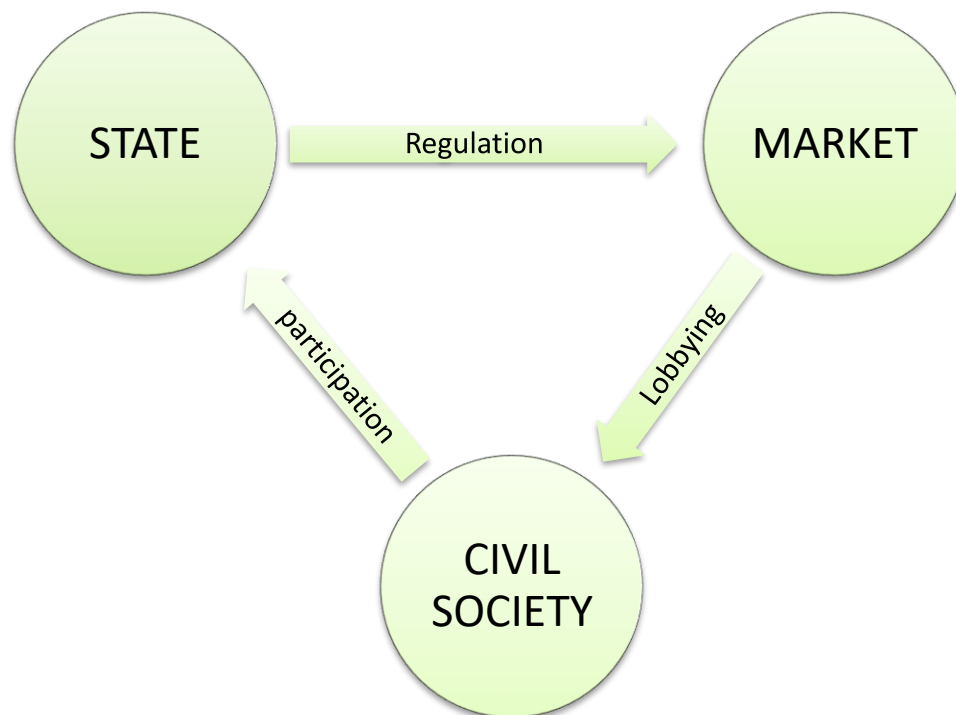 STATE
Regulation
MARKET
participation
Lobbying
CIVIL
SOCIETY